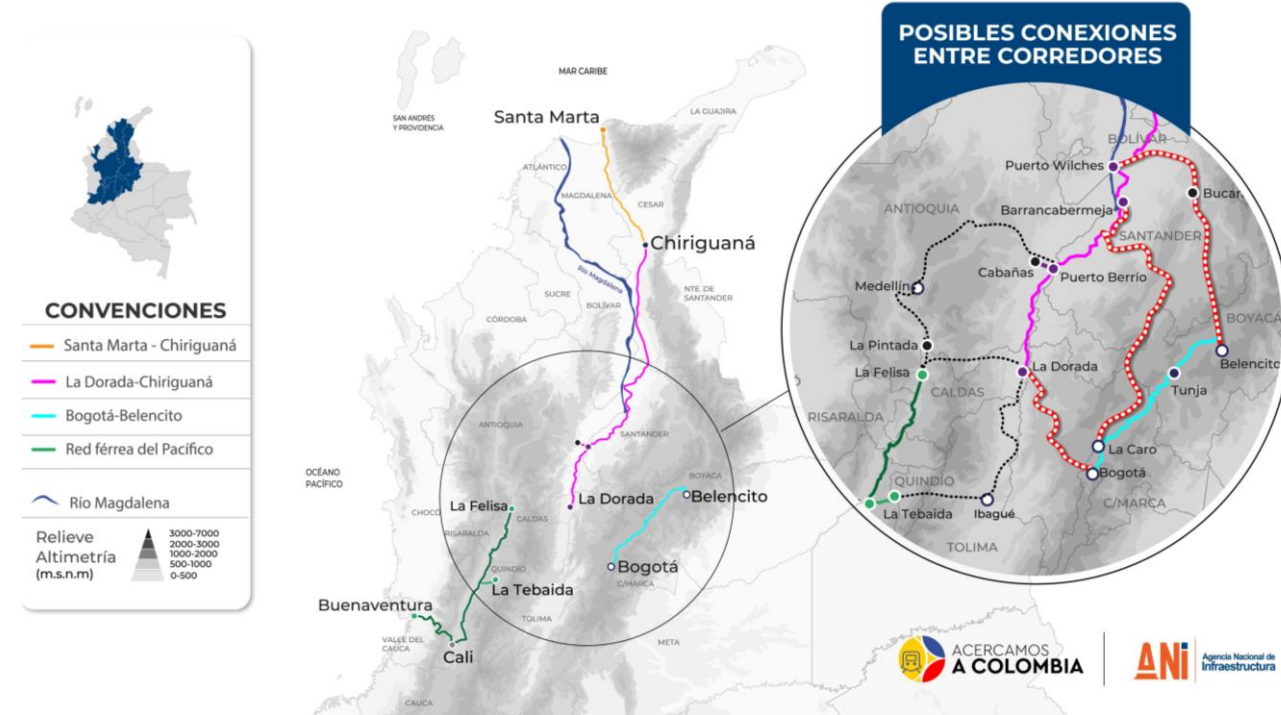 CONVENCIONES
Santa Marta - Chiriguaná
La Dorada-Chiriguaná
Bogotá-Belencito
Red férrea del Pacífico
Río Magdalena
Relieve
Altimetría
(m.s.n.m)
3000-7000
2000-3000
1000-2000
500-1000
0-500
MAR CARIBE
SAN ANDRÉS
Y PROVIDENCIA
LA GUAJIRA
Santa Marta
ATLÁNTICO
MAGDALENA
CESAR
Chiriguaná
Río Magdalena
SUCRE
BOLÍVAR
NTE. DE
SANTANDER
CÓRDOBA
ANTIOQUIA
SANTANDER
OCÉANO
PACÍFICO
BOYACA
CHOCÓ
La Felisa
CALDAS
La Dorada
Belencito
RISARALDA
QUINDÍO
La Tebaida
Bogotá
C/MARCA
Buenaventura
TOLIMA
VALLE DEL
CAUCA
Cali
META
CAUCA
POSIBLES CONEXIONES
ENTRE CORREDORES
BOLÍVAR
Puerto Wilches
Bucar
ANTIOQUIA
Barrancabermeja
SANTANDER
Cabañas
Puerto Berrío
Medellín
BOYACÁ
La Pintada
La Felisa
La Dorada
Belencito
Tunja
CALDAS
RISARALDA
La Caro
Bogotá
QUINDÍO
La Tebaida
Ibagué
C/MARCA
TOLIMA
ACERCAMOS
A COLOMBIA
ANi
Agencia Nacional de
Infraestructura